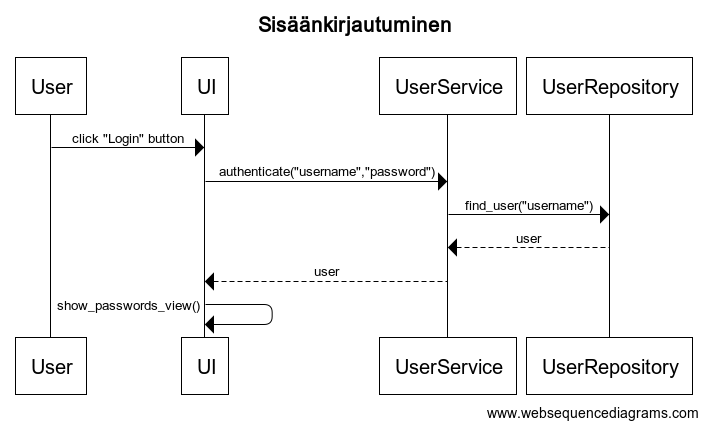 Sisäänkirjautuminen
User
UI
UserService
UserRepository
click "Login" button
authenticate("username","password")
find_user("username")
user
user
show_passwords_view()
User
UI
UserService
UserRepository
www.websequencediagrams.com